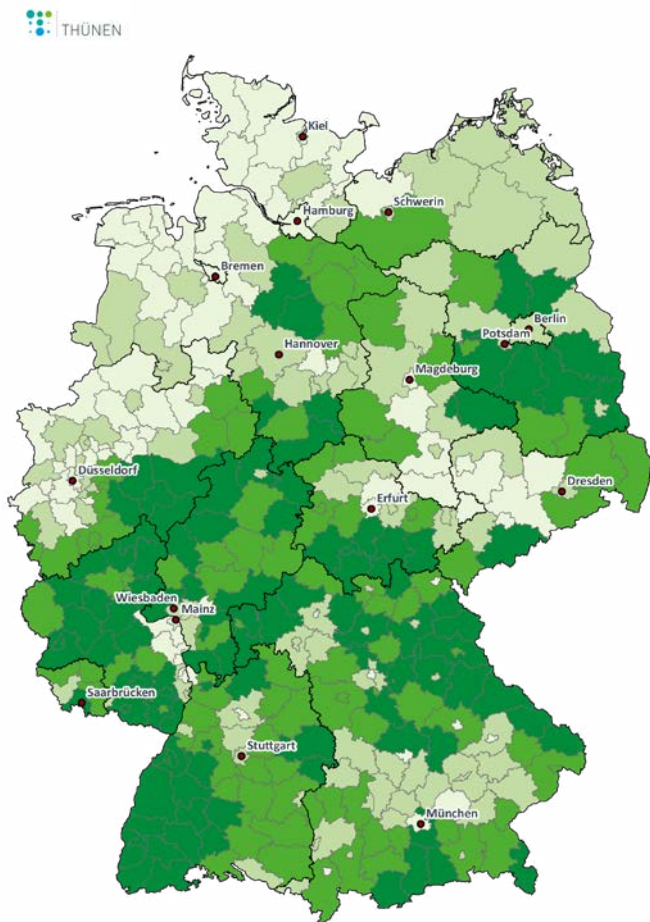 THÜNEN
Kiel
Schwerin
Hamburg
Bremen
Berlin
Potsdam
Hannover
Magdeburg
Düsseldorf
Dresden
Erfurt
Wiesbaden
Mainz
Saarbrücken
Stuttgart
München